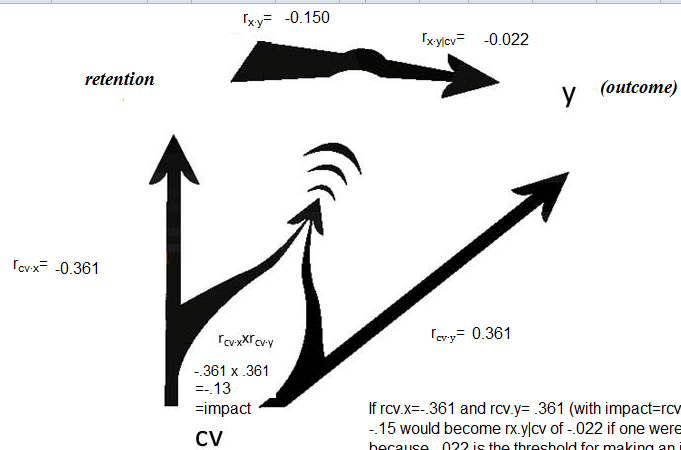 rx·y= -0.150
rx·y|cv= -0.022
retention
y (outcome)
rcv·x= -0.361
rcv·xXrcv·y
rcv·y= 0.361
-.361 x .361
=-.13
=impact
cv
If rcv.x=-.361 and rcv.y= .361 (with impact=rcv
-.15 would become rx.y|cv of -.022 if one were
because -.022 is the threshold for making an i